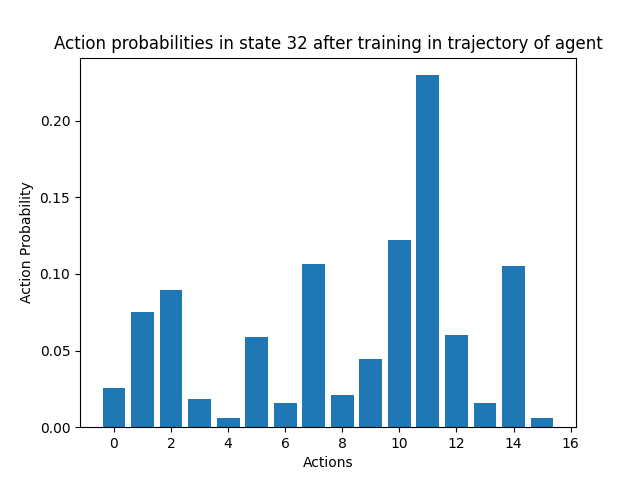 Action probabilities in state 32 after training in trajectory of agent
Action Probability
0.20
0.15
0.10
0.05
0.00
0 2 4 6 8 10 12 14 16
Actions